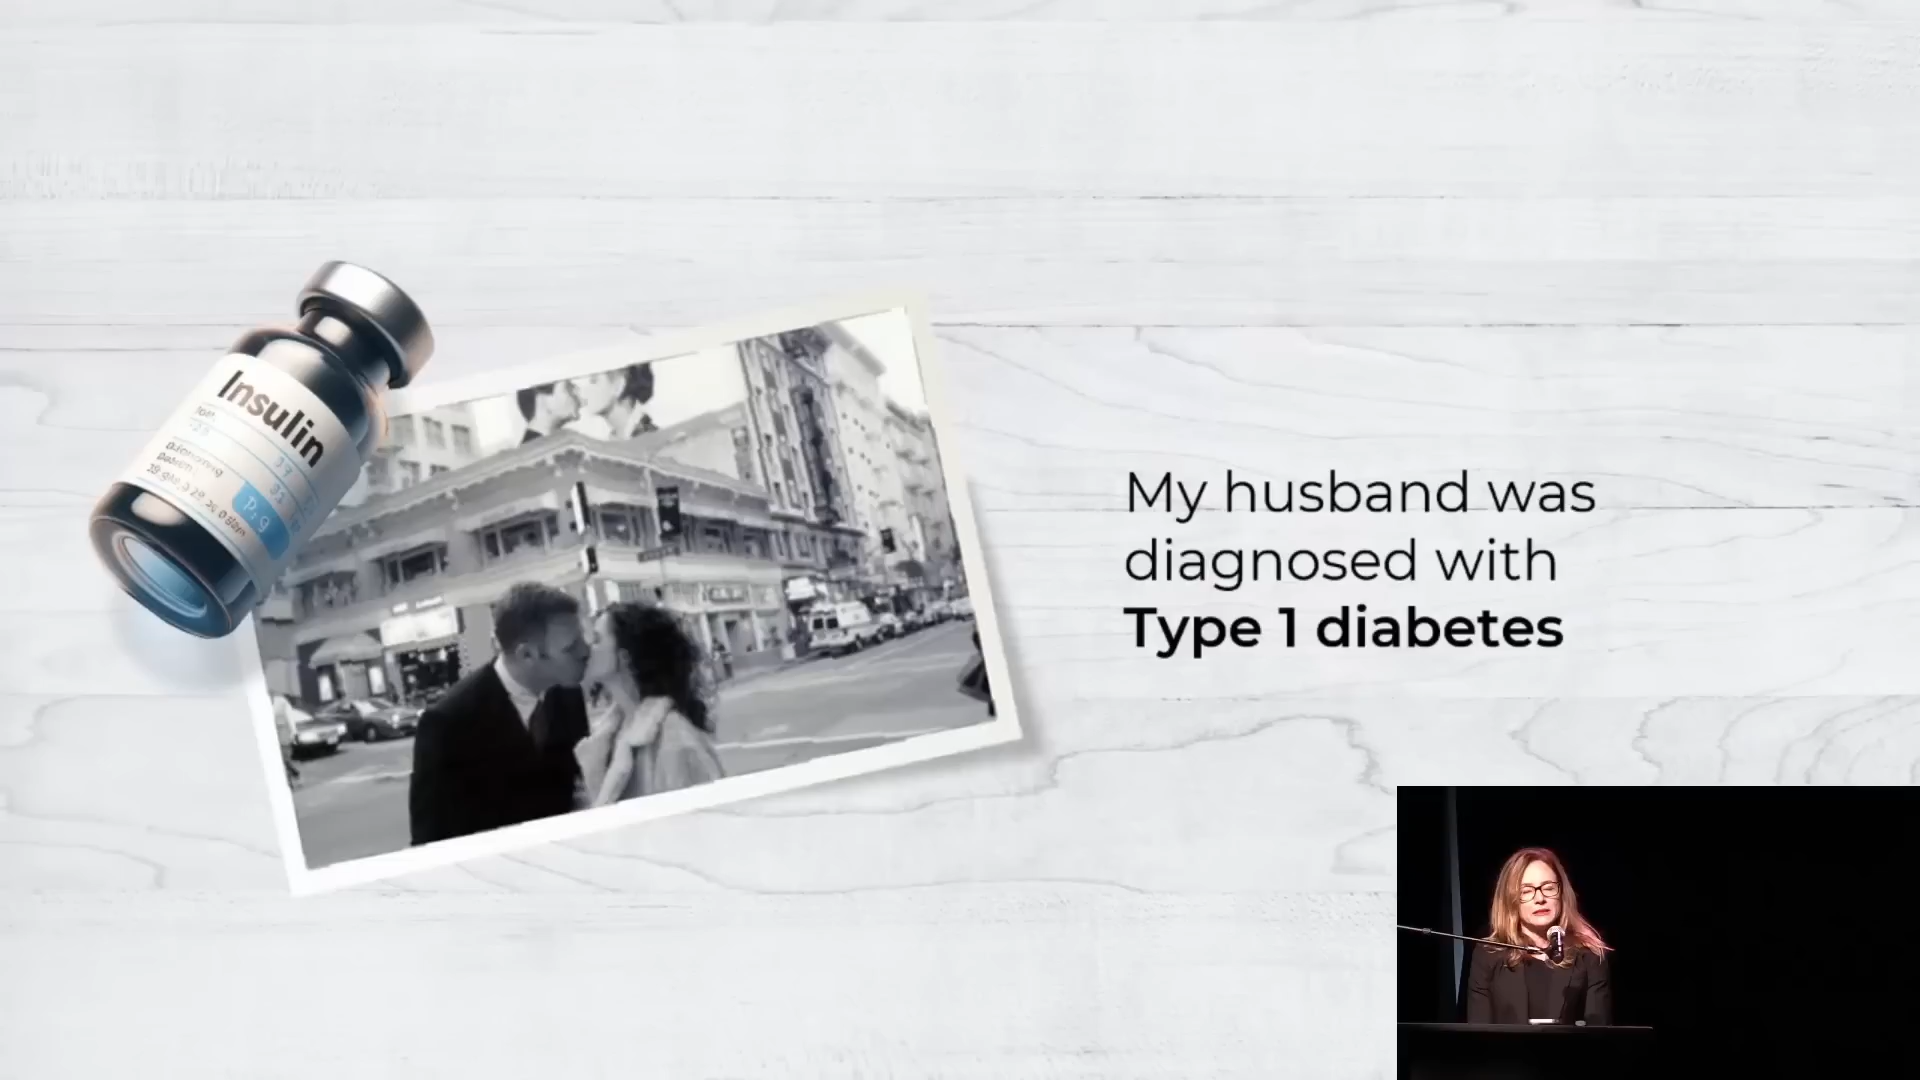 Insulin
My husband was
diagnosed with
Type 1 diabetes